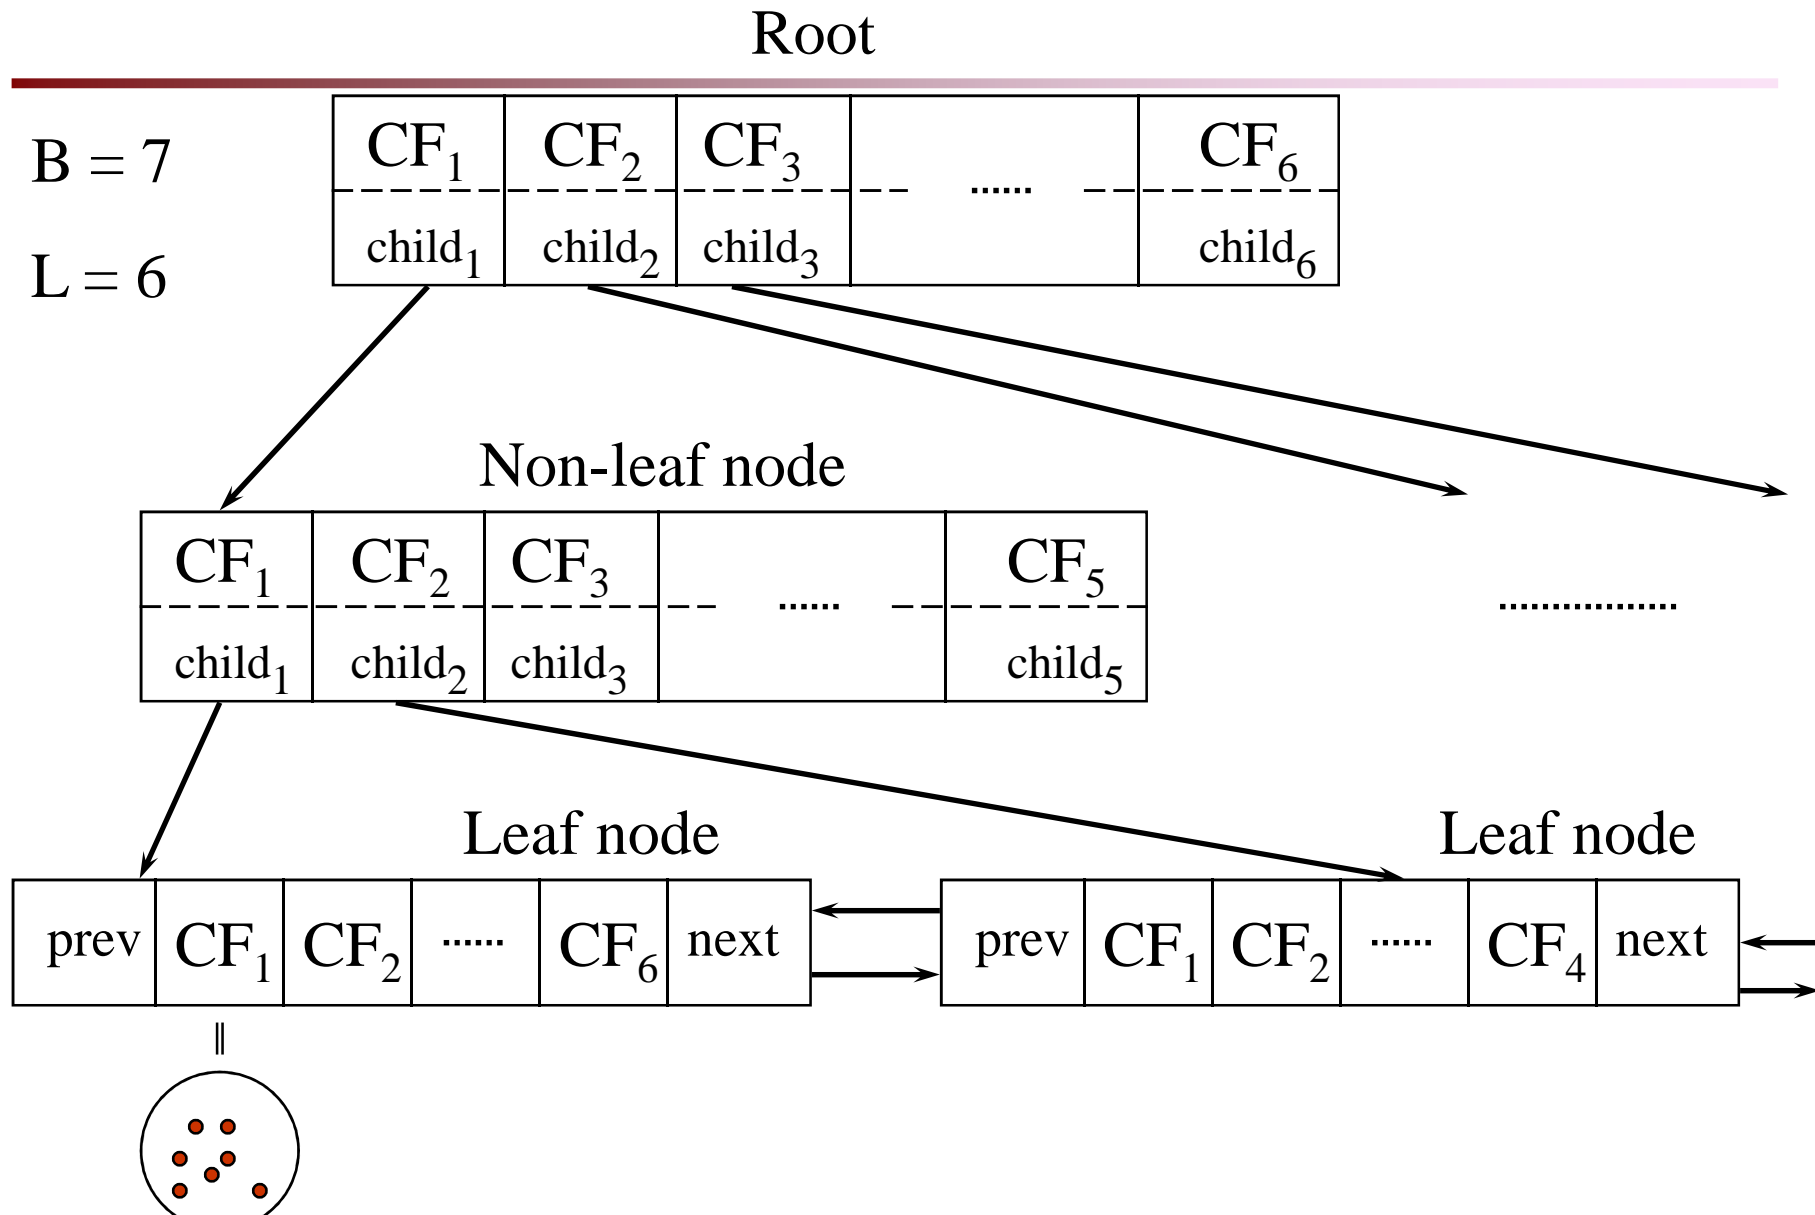 Root
B = 7
L = 6
CF1 CF2 CF3 ...... CF6
child1 child2 child3 child6
Non-leaf node
CF1 CF2 CF3 ...... CF5
child1 child2 child3 child5
Leaf node Leaf node
prev CF1 CF2 ...... CF6 next prev CF1 CF2 ...... CF4 next